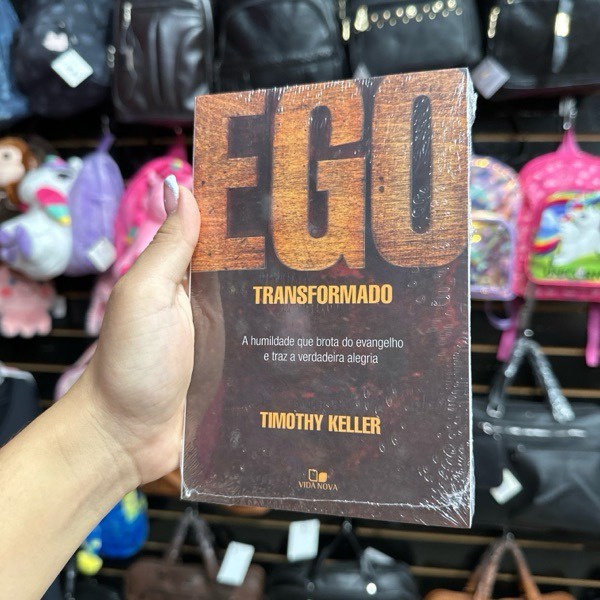 EGO
TRANSFORMADO
A humildade que brota do evangelho
e traz a verdadeira alegria
TIMOTHY KELLER
VIDA NOVA